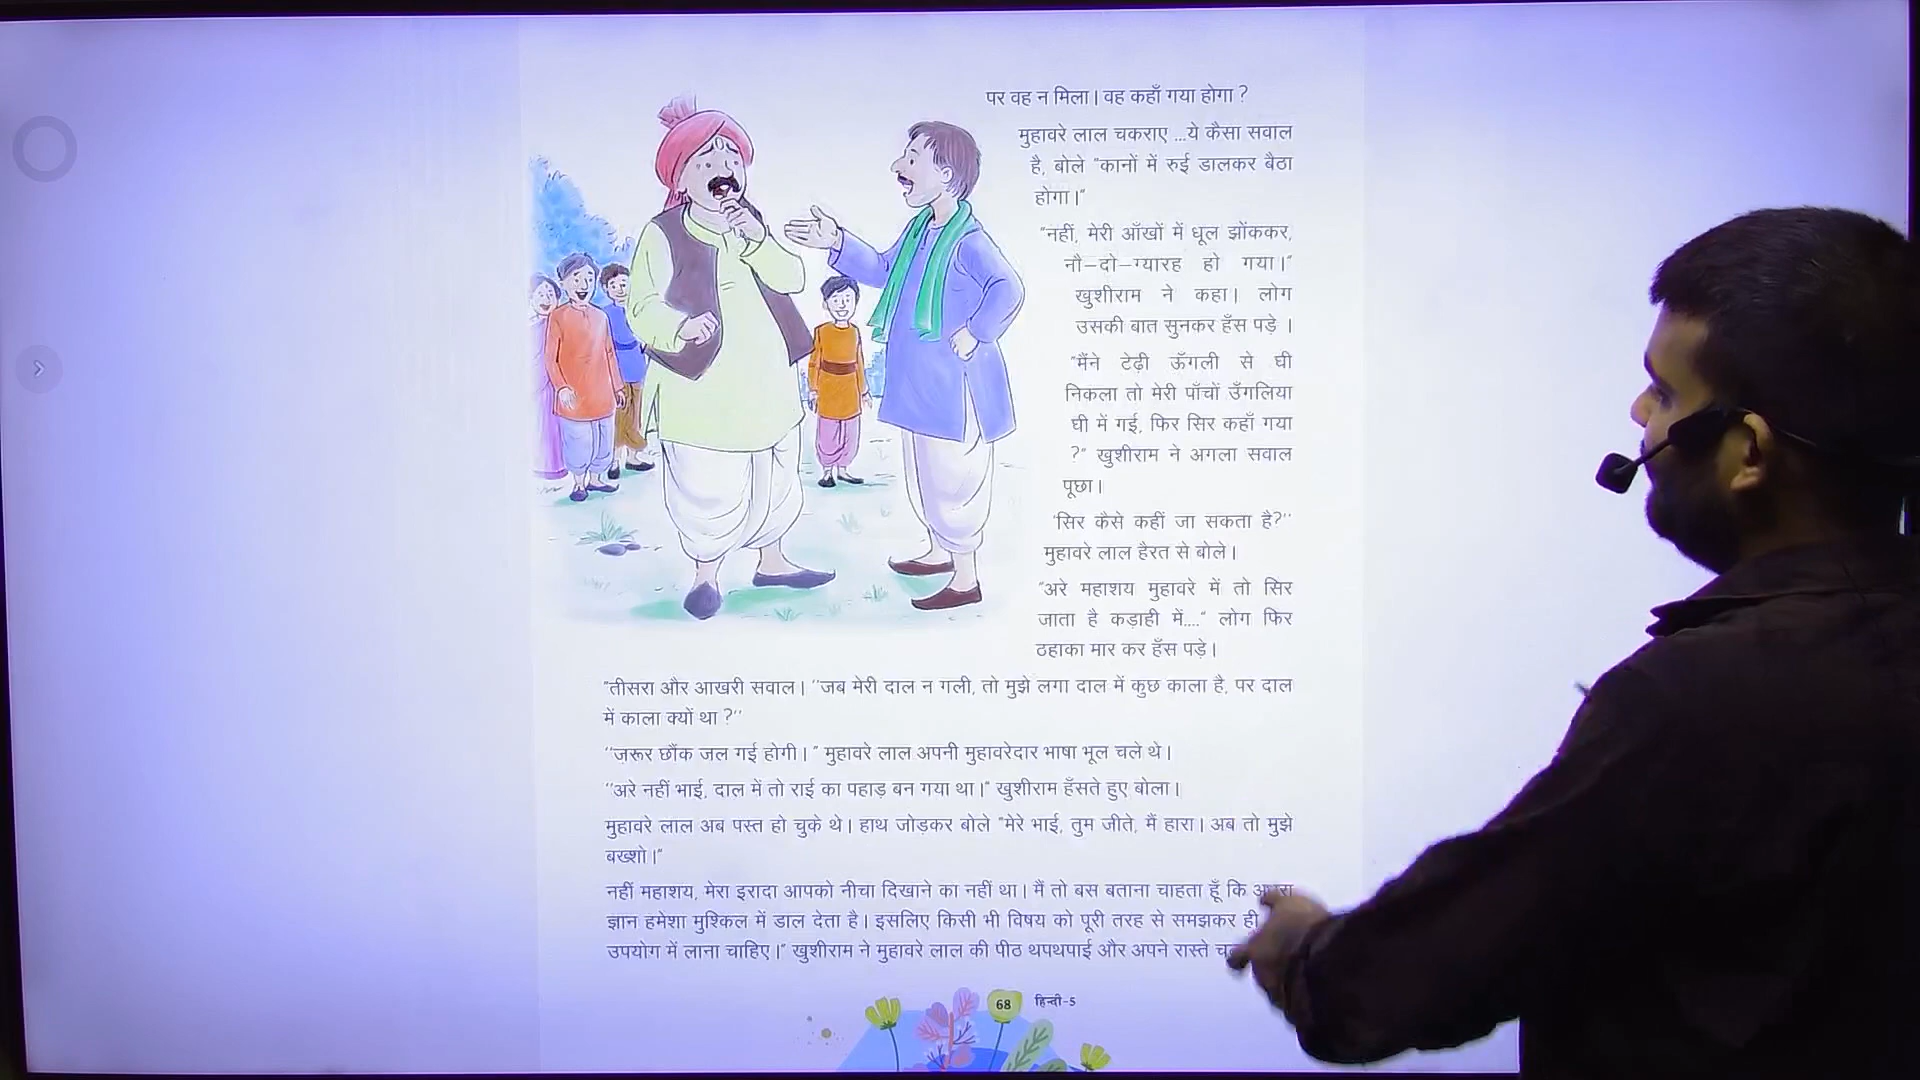 पर वह न मिला। वह कहाँ गया होगा ?
मुहावरे लाल चकराए ...ये कैसा सवाल
है, बोले "कानों में रुई डालकर बैठा
होगा।"
"नहीं, मेरी आँखों में धूल झोंककर,
नौ–दो–ग्यारह हो गया।"
खुशीराम ने कहा। लोग
उसकी बात सुनकर हँस पड़े ।
"मैंने टेढ़ी ऊँगली से घी
निकला तो मेरी पाँचों उँगलिया
घी में गई, फिर सिर कहाँ गया
?" खुशीराम ने अगला सवाल
पूछा।
'सिर कैसे कहीं जा सकता है?''
मुहावरे लाल हैरत से बोले।
"अरे महाशय मुहावरे में तो सिर
जाता है कड़ाही में...." लोग फिर
ठहाका मार कर हँस पड़े।
"तीसरा और आखरी सवाल। ''जब मेरी दाल न गली, तो मुझे लगा दाल में कुछ काला है, पर दाल
में काला क्यों था ?''
''ज़रूर छौंक जल गई होगी। " मुहावरे लाल अपनी मुहावरेदार भाषा भूल चले थे।
''अरे नहीं भाई, दाल में तो राई का पहाड़ बन गया था।" खुशीराम हँसते हुए बोला।
मुहावरे लाल अब पस्त हो चुके थे। हाथ जोड़कर बोले "मेरे भाई, तुम जीते, मैं हारा। अब तो मुझे
बख्शो।"
नहीं महाशय, मेरा इरादा आपको नीचा दिखाने का नहीं था। मैं तो बस बताना चाहता हूँ कि
ज्ञान हमेशा मुश्किल में डाल देता है। इसलिए किसी भी विषय को पूरी तरह से समझकर ही
उपयोग में लाना चाहिए।" खुशीराम ने मुहावरे लाल की पीठ थपथपाई और अपने रास्ते
68 हिन्दी-5